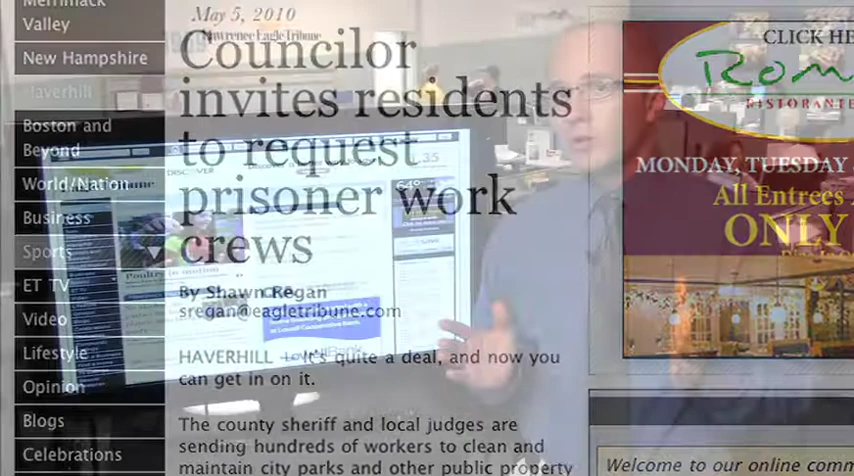 Merrimack
Valley
New Hampshire
Haverhill
Boston and
Beyond
World/Nation
Business
Sports
ET TV
Video
Lifestyle
Opinion
Blogs
Celebrations
May 5, 2010
Lawrence Eagle Tribune
Councilor
invites residents
to request
prisoner work
crews
By Shawn Regan
sregan@eagletribune.com
HAVERHILL — It's quite a deal, and now you
can get in on it.
The county sheriff and local judges are
sending hundreds of workers to clean and
maintain city parks and other public property
Poultry in motion
CLICK HE
Rom
RISTORANTE
MONDAY, TUESDAY
All Entrees
ONLY
Welcome to our online comm